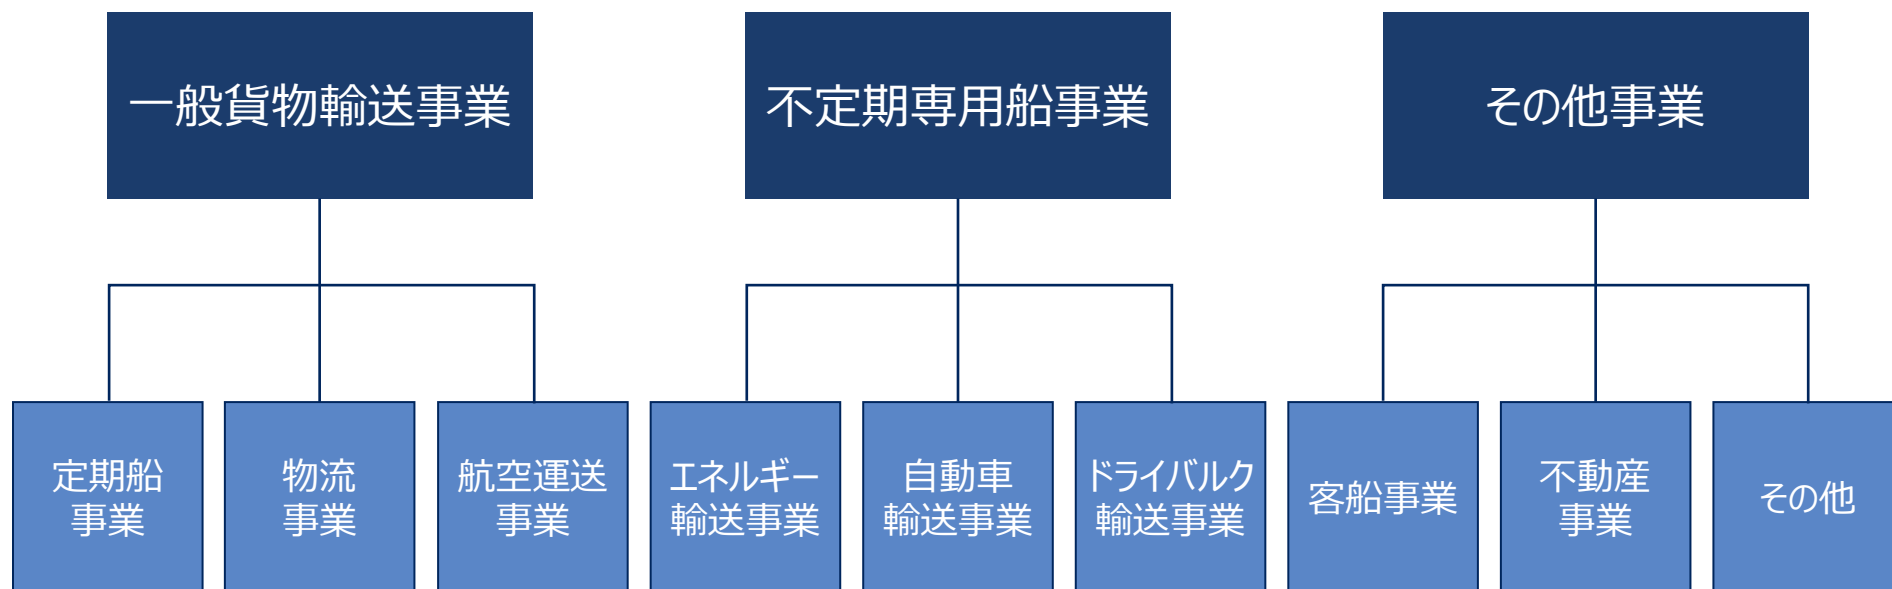 一般貨物輸送事業
不定期専用船事業
その他事業
定期船
事業
物流
事業
航空運送
事業
エネルギー
輸送事業
自動車
輸送事業
ドライバルク
輸送事業
客船事業
不動産
事業
その他